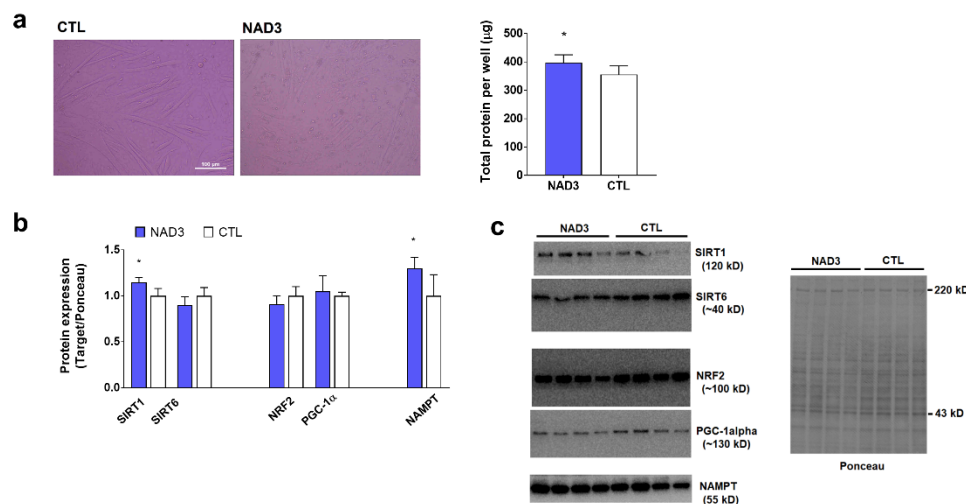 a
CTL
NAD3
100 µm
Total protein per well (µg)
500
400
300
200
100
0
*
NAD3
CTL
b
NAD3
CTL
Protein expression
(Target/Ponceau)
1.5
1.0
0.5
0.0
*
*
SIRT1
SIRT6
NRF2
PGC-1α
NAMPT
c
NAD3
CTL
SIRT1
(120 kD)
SIRT6
(~40 kD)
NRF2
(~100 kD)
PGC-1alpha
(~130 kD)
NAMPT
(55 kD)
NAD3
CTL
220 kD
43 kD
Ponceau